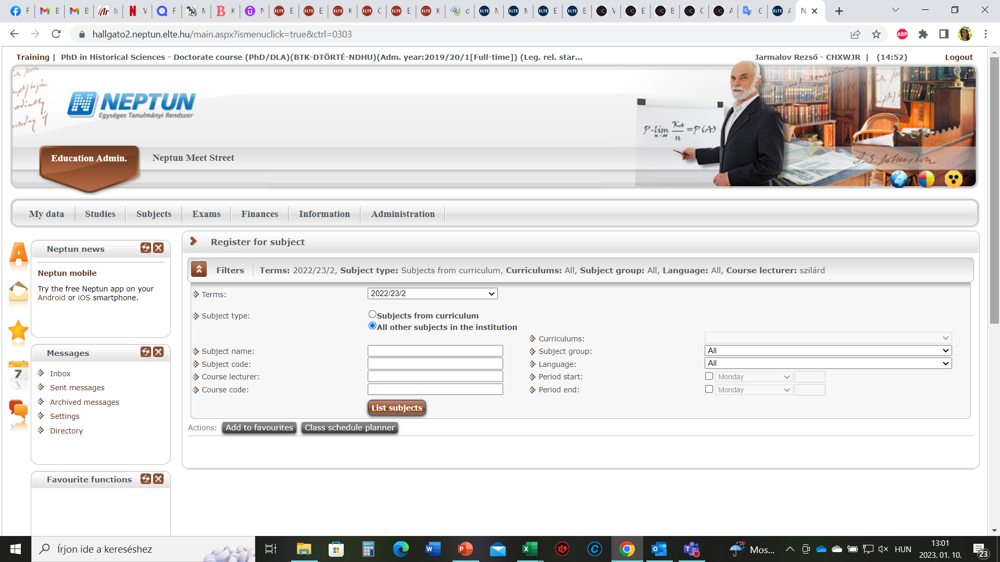 F B B Ir V F N K N E E K C E K d N N E E V E B C A G A N
hallgato2.neptun.elte.hu/main.aspx?ismenuclick=true&ctrl=0303
ABP
Training | PhD in Historical Sciences - Doctorate course (PhD/DLA)(BTK-DTÖRTÉ-NDHU)(Adm. year:2019/20/1[Full-time]) (Leg. rel. star... Jarmalov Rezső - CHXWJR | (14:52) Logout
NEPTUN
Egységes Tanulmányi Rendszer
P-lim KA/n =P(A)
n→∞
Education Admin. Neptun Meet Street
My data Studies Subjects Exams Finances Information Administration
Neptun news
Neptun mobile
Try the free Neptun app on your
Android or iOS smartphone.
Messages
Inbox
Sent messages
Archived messages
Settings
Directory
Favourite functions
7
Register for subject
Filters Terms: 2022/23/2, Subject type: Subjects from curriculum, Curriculums: All, Subject group: All, Language: All, Course lecturer: szilárd
Terms: 2022/23/2
Subject type: Subjects from curriculum
All other subjects in the institution
Curriculums:
Subject name: Subject group: All
Subject code: Language: All
Course lecturer: Period start: Monday
Course code: Period end: Monday
List subjects
Actions: Add to favourites Class schedule planner
Írjon ide a kereséshez
Mos... HUN
13:01
2023. 01. 10.
23